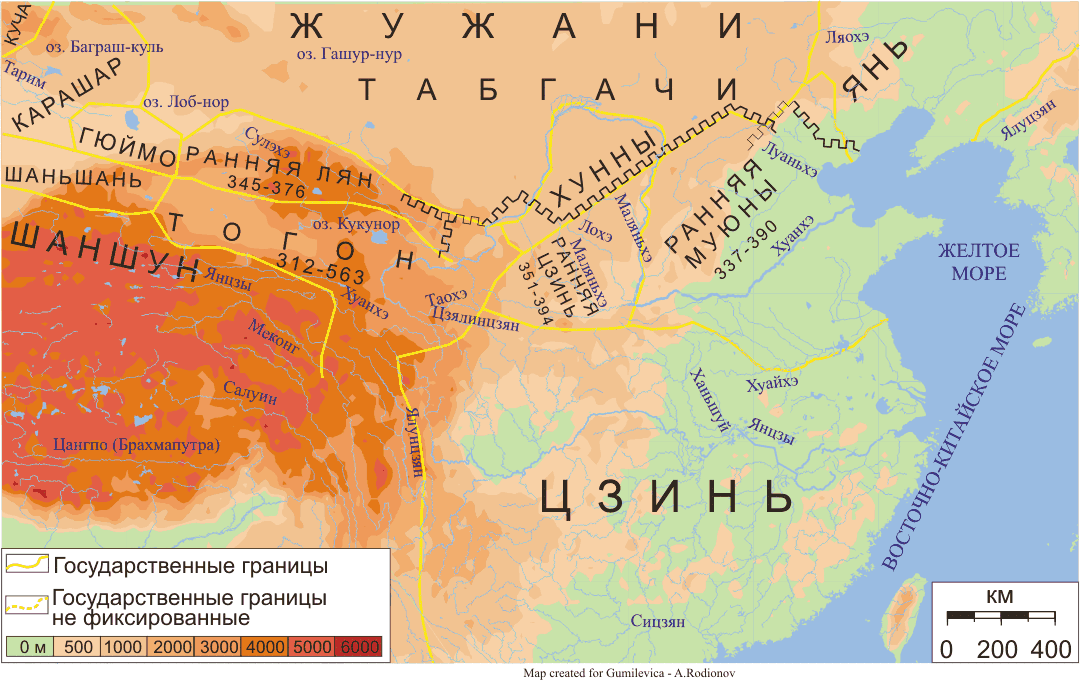 ЖУЖАНИ
КУЧА
оз. Баграш-куль
оз. Гашур-нур
Ляохэ
ЯНЬ
Тарим
КАРАШАР
ТАБГАЧИ
оз. Лоб-нор
Ялуцзян
ГЮЙМО
Сулэхэ
РАННЯЯ ЛЯН
345-376
ХУННЫ
Луаньхэ
ШАНЬШАНЬ
РАННЯЯ
МУЮНЫ
337-390
ТОГОН
312-563
оз. Кукунор
Лохэ
Маляньхэ
Маляньхэ
Хуанхэ
ШАНШУН
РАННЯЯ
ЦЗИНЬ
351-394
ЖЕЛТОЕ
МОРЕ
Янцзы
Хуанхэ
Таохэ
Цзялинцзян
Меконг
Салуин
Ялунцзян
Ханьшуй
Хуайхэ
Янцзы
Цангпо (Брахмапутра)
ЦЗИНЬ
ВОСТОЧНО-КИТАЙСКОЕ МОРЕ
Сицзян
Государственные границы
Государственные границы
не фиксированные
0 м 500 1000 2000 3000 4000 5000 6000
КМ
0 200 400
Map created for Gumilevica - A.Rodionov